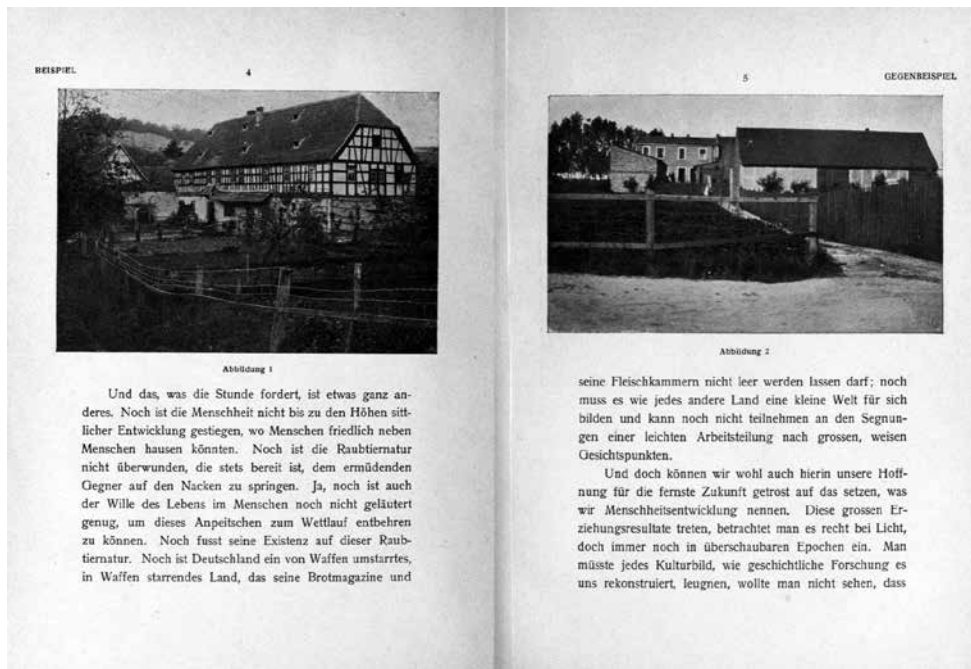 BEISPIEL
4
Abbildung 1
Und das, was die Stunde fordert, ist etwas ganz an-
deres. Noch ist die Menschheit nicht bis zu den Höhen sitt-
licher Entwicklung gestiegen, wo Menschen friedlich neben
Menschen hausen könnten. Noch ist die Raubtiernatur
nicht überwunden, die stets bereit ist, dem ermüdenden
Gegner auf den Nacken zu springen. Ja, noch ist auch
der Wille des Lebens im Menschen noch nicht geläutert
genug, um dieses Anpeitschen zum Wettlauf entbehren
zu können. Noch fusst seine Existenz auf dieser Raub-
tiernatur. Noch ist Deutschland ein von Waffen umstarrtes,
in Waffen starrendes Land, das seine Brotmagazine und
5
GEGENBEISPIEL
Abbildung 2
seine Fleischkammern nicht leer werden lassen darf; noch
muss es wie jedes andere Land eine kleine Welt für sich
bilden und kann noch nicht teilnehmen an den Segnun-
gen einer leichten Arbeitsteilung nach grossen, weisen
Gesichtspunkten.
Und doch können wir wohl auch hierin unsere Hoff-
nung für die fernste Zukunft getrost auf das setzen, was
wir Menschheitsentwicklung nennen. Diese grossen Er-
ziehungsresultate treten, betrachtet man es recht bei Licht,
doch immer noch in überschaubaren Epochen ein. Man
müsste jedes Kulturbild, wie geschichtliche Forschung es
uns rekonstruiert, leugnen, wollte man nicht sehen, dass